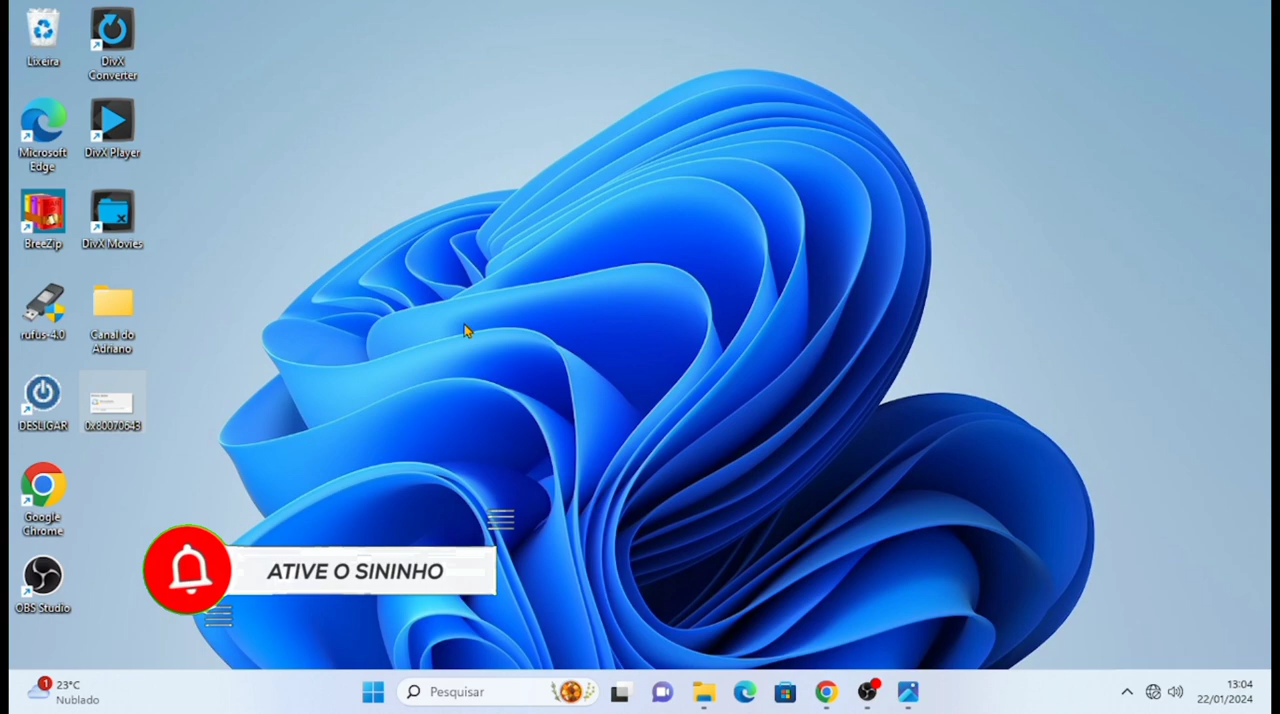 Lixeira
DivX
Converter
Microsoft
Edge
DivX Player
BreeZip
DivX Movies
rufus-4.0
Canal do
Adriano
DESLIGAR
0x80070643
Google
Chrome
OBS Studio
ATIVE O SININHO
1
23°C
Nublado
Pesquisar
13:04
22/01/2024